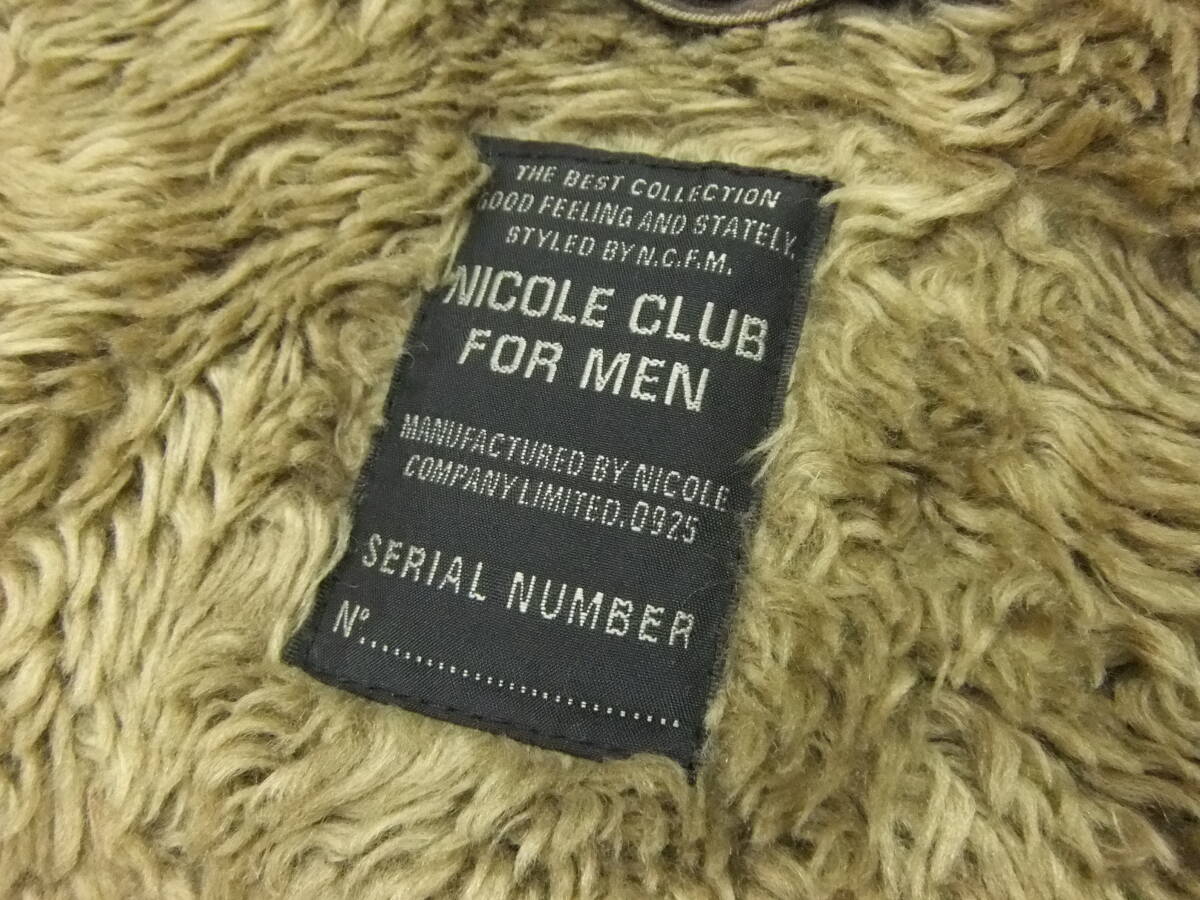 THE BEST COLLECTION
GOOD FEELING AND STATELY.
STYLED BY N.C.F.M.
NICOLE CLUB
FOR MEN
MANUFACTURED BY NICOLE
COMPANY LIMITED.0925
SERIAL NUMBER
Nº.....................................